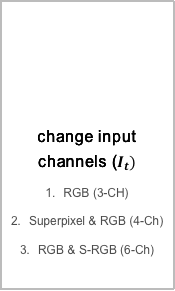 change input
channels (Iₜ)
1. RGB (3-CH)
2. Superpixel & RGB (4-Ch)
3. RGB & S-RGB (6-Ch)